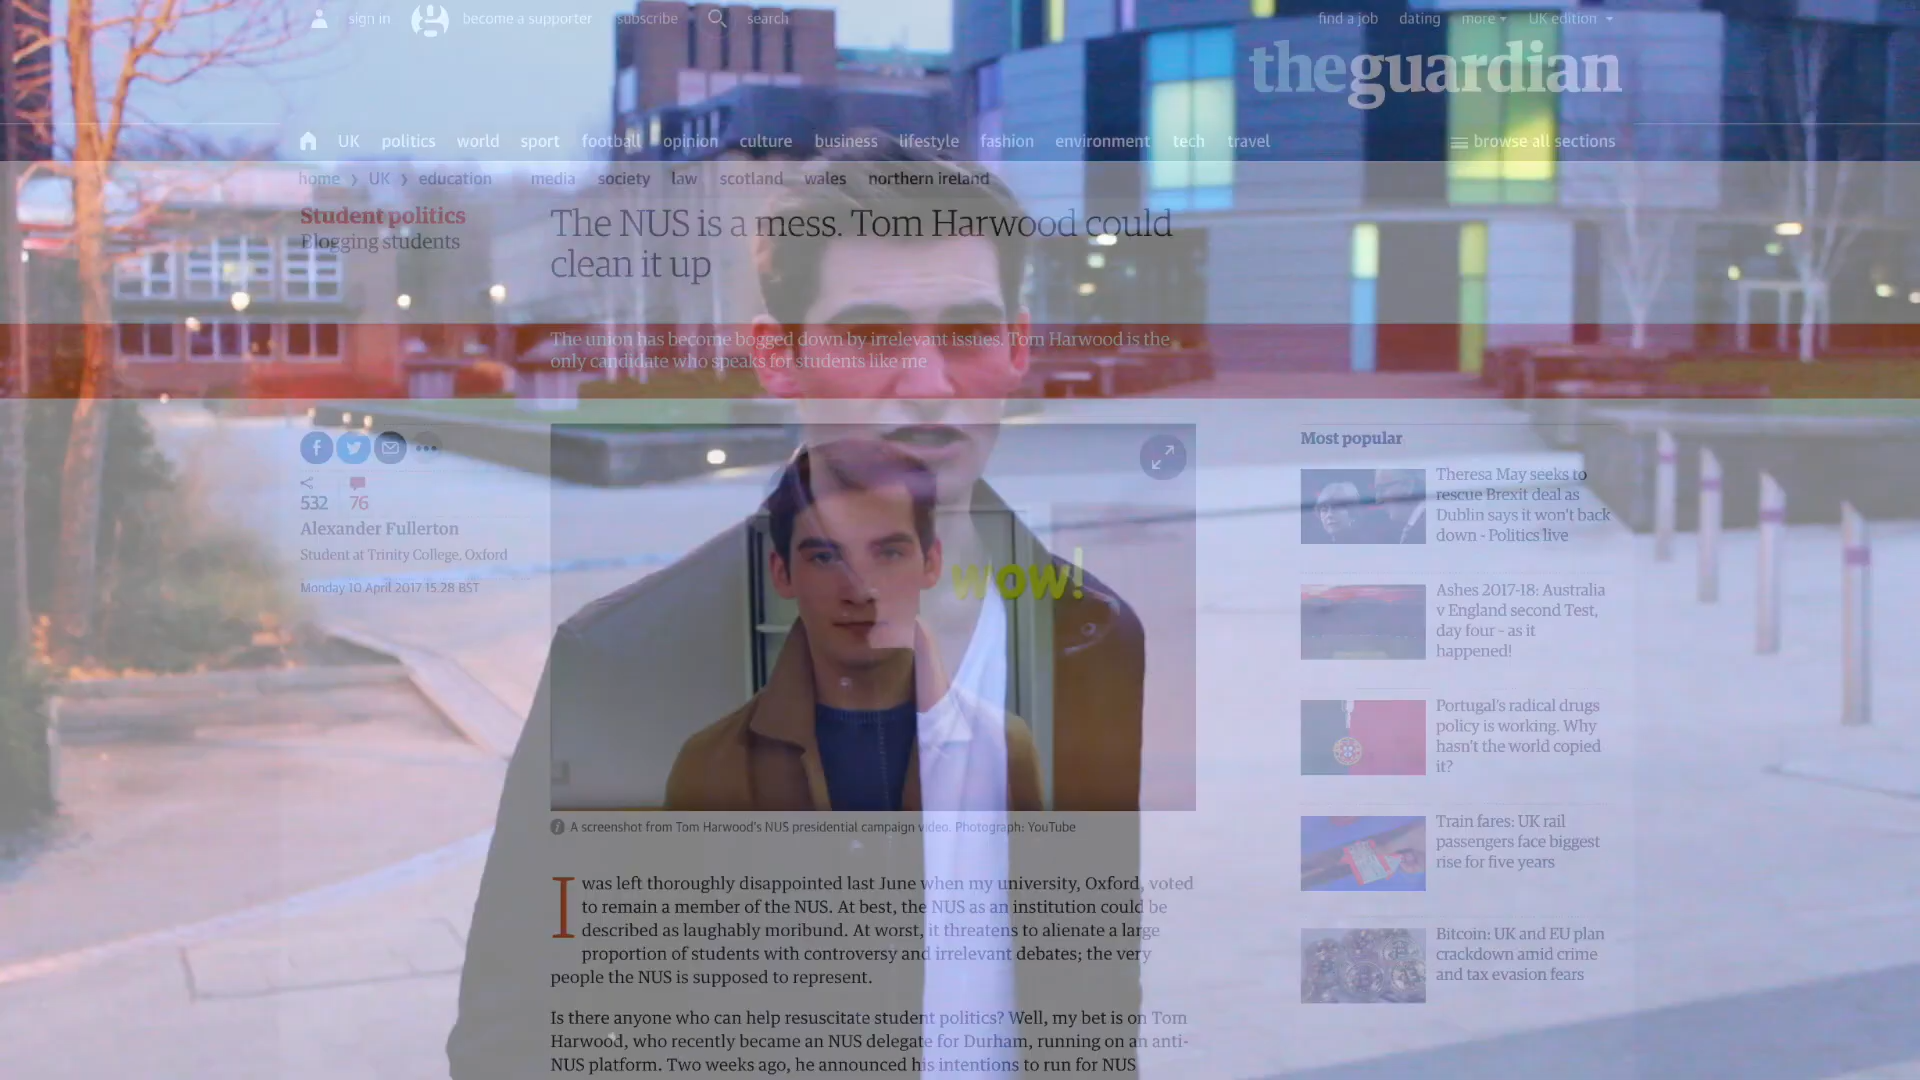 sign in
become a supporter
subscribe
search
find a job
dating
more
UK edition
theguardian
UK
politics
world
sport
football
opinion
culture
business
lifestyle
fashion
environment
tech
travel
browse all sections
home › UK › education
media
society
law
scotland
wales
northern ireland
Student politics
Blogging students
The NUS is a mess. Tom Harwood could
clean it up
The union has become bogged down by irrelevant issues. Tom Harwood is the
only candidate who speaks for students like me
532
76
Alexander Fullerton
Student at Trinity College, Oxford
Monday 10 April 2017 15.28 BST
wow!
A screenshot from Tom Harwood's NUS presidential campaign video. Photograph: YouTube
I was left thoroughly disappointed last June when my university, Oxford, voted
to remain a member of the NUS. At best, the NUS as an institution could be
described as laughably moribund. At worst, it threatens to alienate a large
proportion of students with controversy and irrelevant debates; the very
people the NUS is supposed to represent.
Is there anyone who can help resuscitate student politics? Well, my bet is on Tom
Harwood, who recently became an NUS delegate for Durham, running on an anti-
NUS platform. Two weeks ago, he announced his intentions to run for NUS
Most popular
Theresa May seeks to
rescue Brexit deal as
Dublin says it won't back
down - Politics live
Ashes 2017-18: Australia
v England second Test,
day four – as it
happened!
Portugal's radical drugs
policy is working. Why
hasn't the world copied
it?
Train fares: UK rail
passengers face biggest
rise for five years
Bitcoin: UK and EU plan
crackdown amid crime
and tax evasion fears